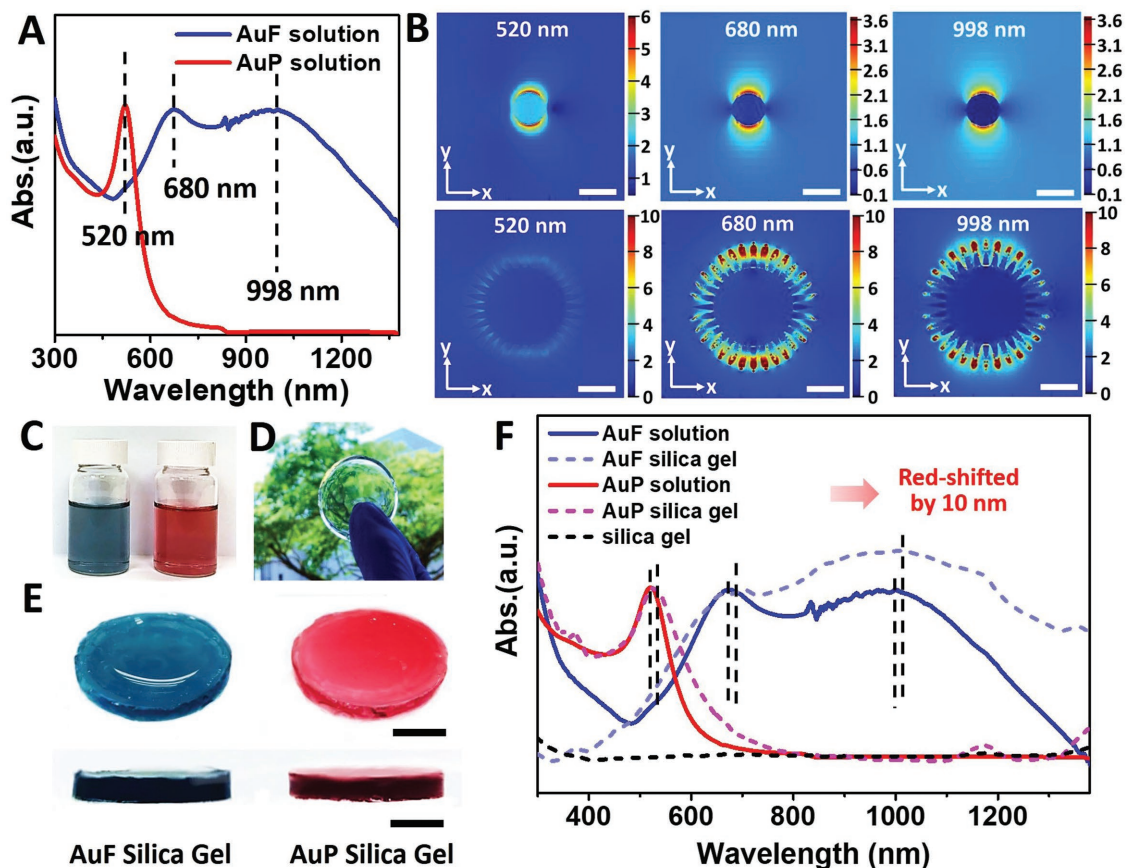 A
AuF solution
AuP solution
520 nm
680 nm
998 nm
Abs.(a.u.)
300 600 900 1200
Wavelength (nm)
B
520 nm
y
x
6
5
4
3
2
1
680 nm
y
x
3.6
3.1
2.6
2.1
1.6
1.1
0.6
0.1
998 nm
y
x
3.6
3.1
2.6
2.1
1.6
1.1
0.6
0.1
520 nm
y
x
10
8
6
4
2
0
680 nm
y
x
10
8
6
4
2
0
998 nm
y
x
10
8
6
4
2
0
C
D
E
AuF Silica Gel
AuP Silica Gel
F
AuF solution
AuF silica gel
AuP solution
AuP silica gel
silica gel
Red-shifted
by 10 nm
Abs.(a.u.)
400 600 800 1000 1200
Wavelength (nm)